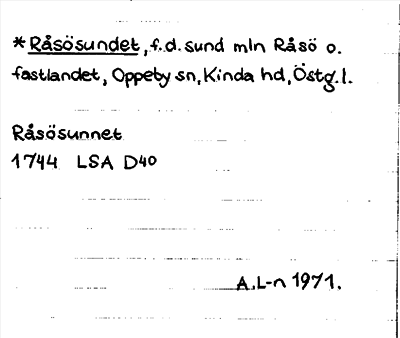 *Råsösundet, f.d. sund mln Råsö o.
fastlandet, Oppeby sn, Kinda hd, Östg.l.
Råsösunnet
1744 LSA D40
A.L-n 1971.